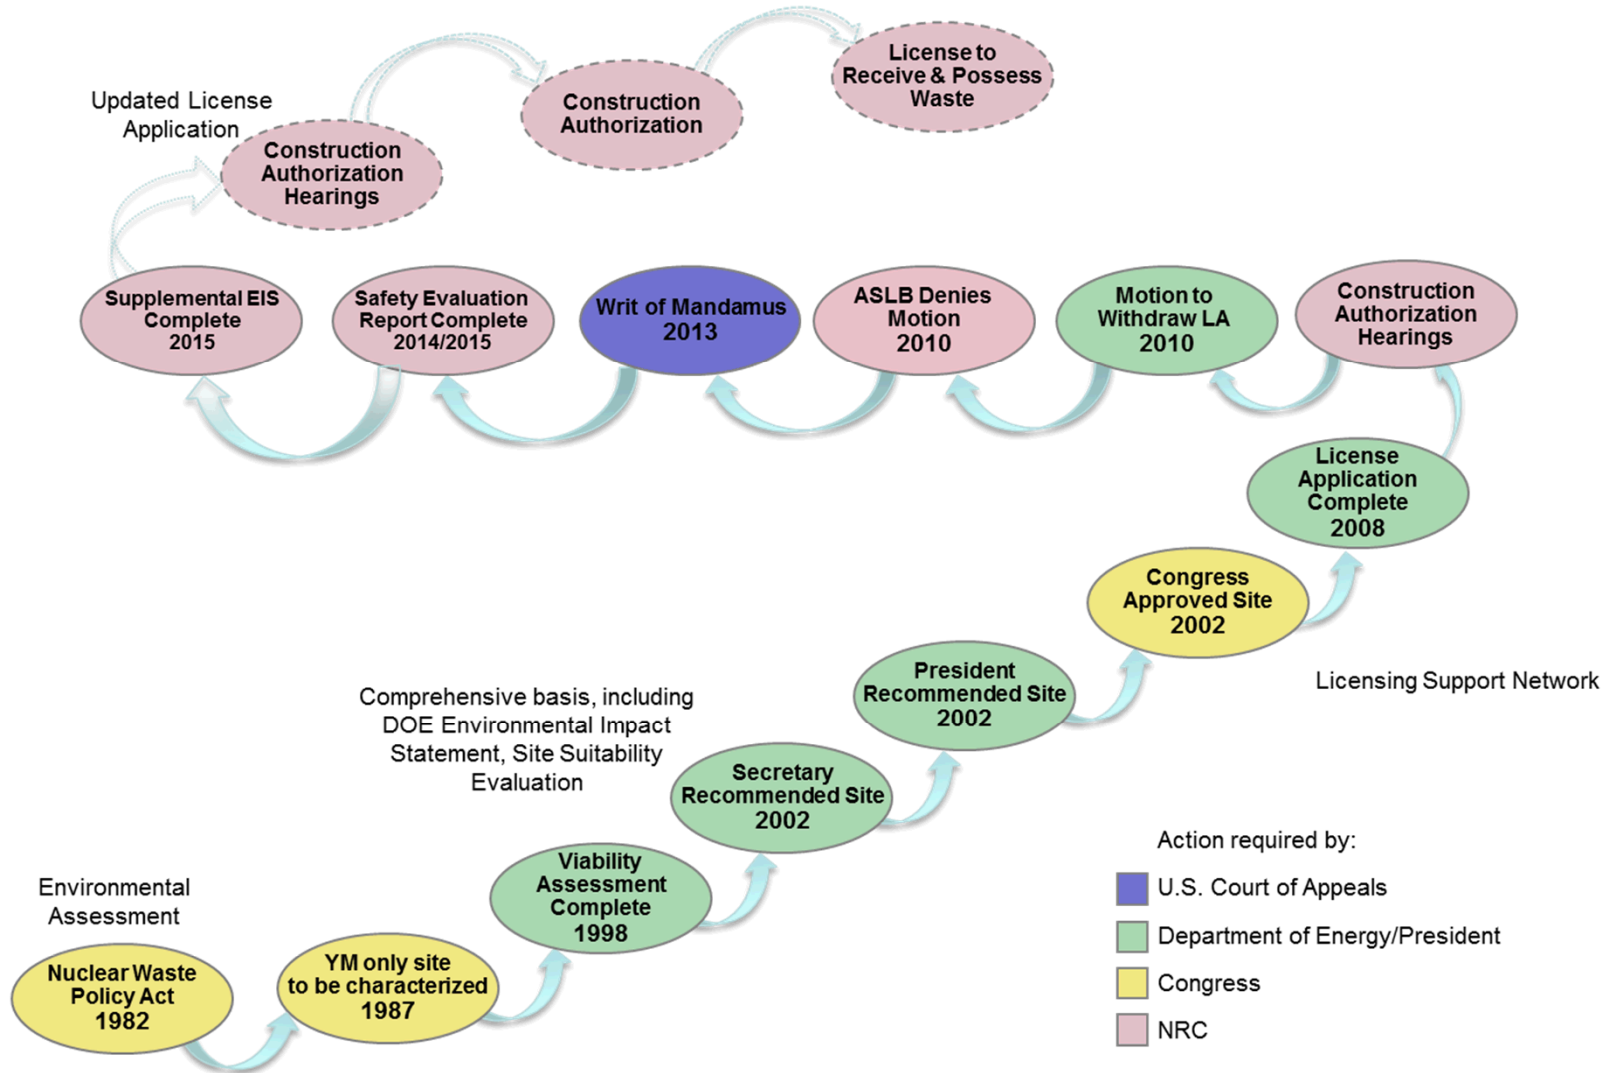 License to
Receive & Possess
Waste
Construction
Authorization
Updated License
Application
Construction
Authorization
Hearings
Supplemental EIS
Complete
2015
Safety Evaluation
Report Complete
2014/2015
Writ of Mandamus
2013
ASLB Denies
Motion
2010
Motion to
Withdraw LA
2010
Construction
Authorization
Hearings
License
Application
Complete
2008
Congress
Approved Site
2002
Licensing Support Network
President
Recommended Site
2002
Comprehensive basis, including
DOE Environmental Impact
Statement, Site Suitability
Evaluation
Secretary
Recommended Site
2002
Viability
Assessment
Complete
1998
Environmental
Assessment
Nuclear Waste
Policy Act
1982
YM only site
to be characterized
1987
Action required by:
U.S. Court of Appeals
Department of Energy/President
Congress
NRC